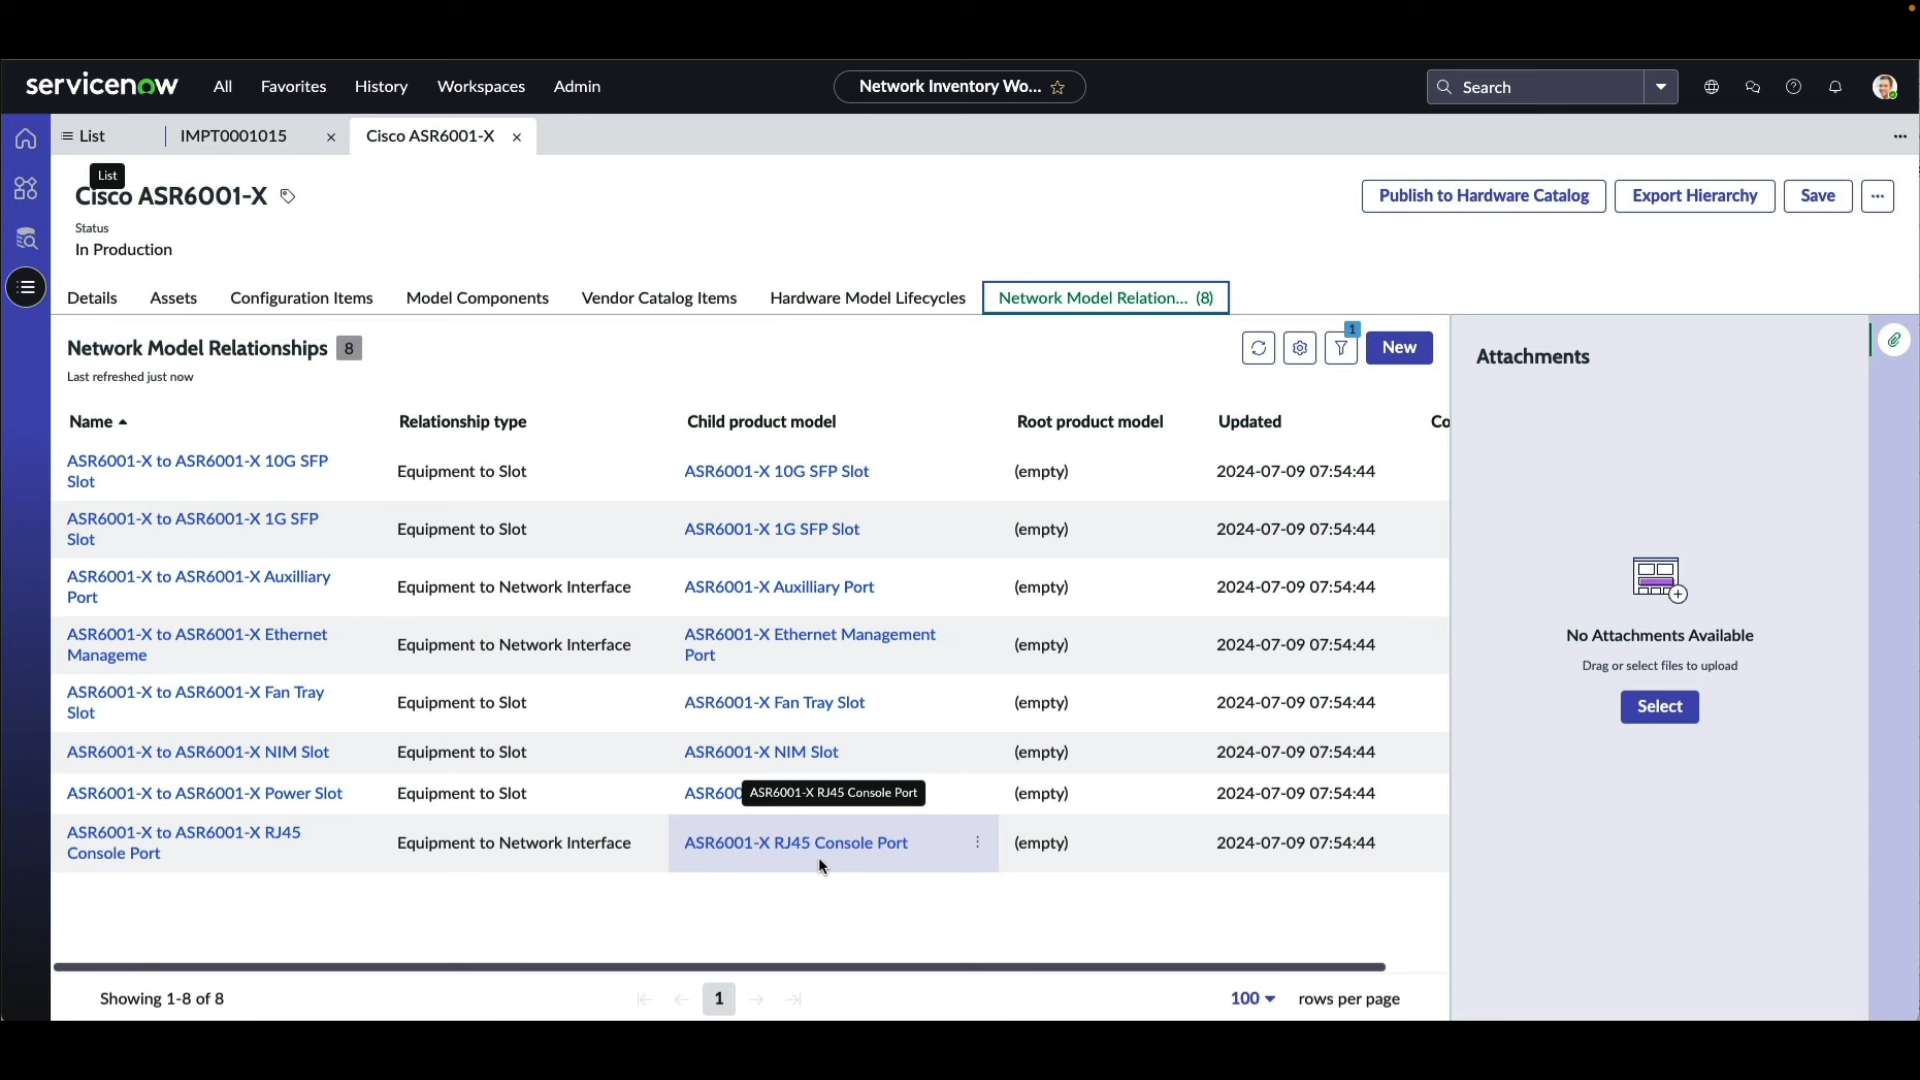 servicenow
All
Favorites
History
Workspaces
Admin
Network Inventory Wo...
Search
List
IMPT0001015
Cisco ASR6001-X
List
Cisco ASR6001-X
Publish to Hardware Catalog
Export Hierarchy
Save
Status
In Production
Details
Assets
Configuration Items
Model Components
Vendor Catalog Items
Hardware Model Lifecycles
Network Model Relation... (8)
Network Model Relationships 8
Last refreshed just now
1
New
Attachments
Name
Relationship type
Child product model
Root product model
Updated
Co
ASR6001-X to ASR6001-X 10G SFP
Slot
Equipment to Slot
ASR6001-X 10G SFP Slot
(empty)
2024-07-09 07:54:44
ASR6001-X to ASR6001-X 1G SFP
Slot
Equipment to Slot
ASR6001-X 1G SFP Slot
(empty)
2024-07-09 07:54:44
ASR6001-X to ASR6001-X Auxilliary
Port
Equipment to Network Interface
ASR6001-X Auxilliary Port
(empty)
2024-07-09 07:54:44
ASR6001-X to ASR6001-X Ethernet
Manageme
Equipment to Network Interface
ASR6001-X Ethernet Management
Port
(empty)
2024-07-09 07:54:44
ASR6001-X to ASR6001-X Fan Tray
Slot
Equipment to Slot
ASR6001-X Fan Tray Slot
(empty)
2024-07-09 07:54:44
ASR6001-X to ASR6001-X NIM Slot
Equipment to Slot
ASR6001-X NIM Slot
(empty)
2024-07-09 07:54:44
ASR6001-X to ASR6001-X Power Slot
Equipment to Slot
ASR600
ASR6001-X RJ45 Console Port
(empty)
2024-07-09 07:54:44
ASR6001-X to ASR6001-X RJ45
Console Port
Equipment to Network Interface
ASR6001-X RJ45 Console Port
(empty)
2024-07-09 07:54:44
No Attachments Available
Drag or select files to upload
Select
Showing 1-8 of 8
1
100
rows per page